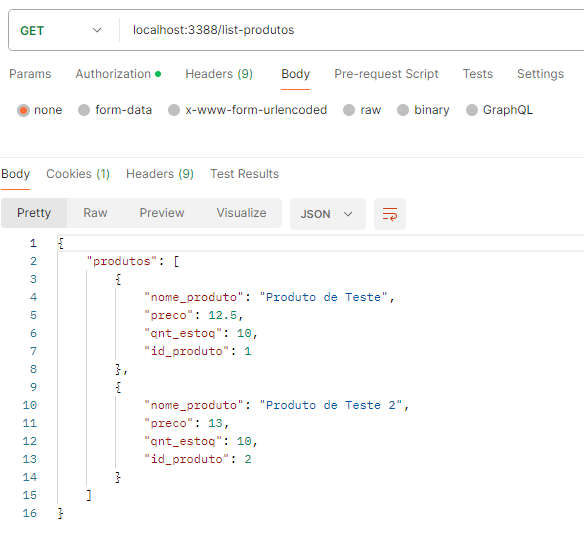 GET localhost:3388/list-produtos
Params Authorization Headers (9) Body Pre-request Script Tests Settings
none form-data x-www-form-urlencoded raw binary GraphQL
Body Cookies (1) Headers (9) Test Results
Pretty Raw Preview Visualize JSON
1 {
2 "produtos": [
3 {
4 "nome_produto": "Produto de Teste",
5 "preco": 12.5,
6 "qnt_estoq": 10,
7 "id_produto": 1
8 },
9 {
10 "nome_produto": "Produto de Teste 2",
11 "preco": 13,
12 "qnt_estoq": 10,
13 "id_produto": 2
14 }
15 ]
16 }